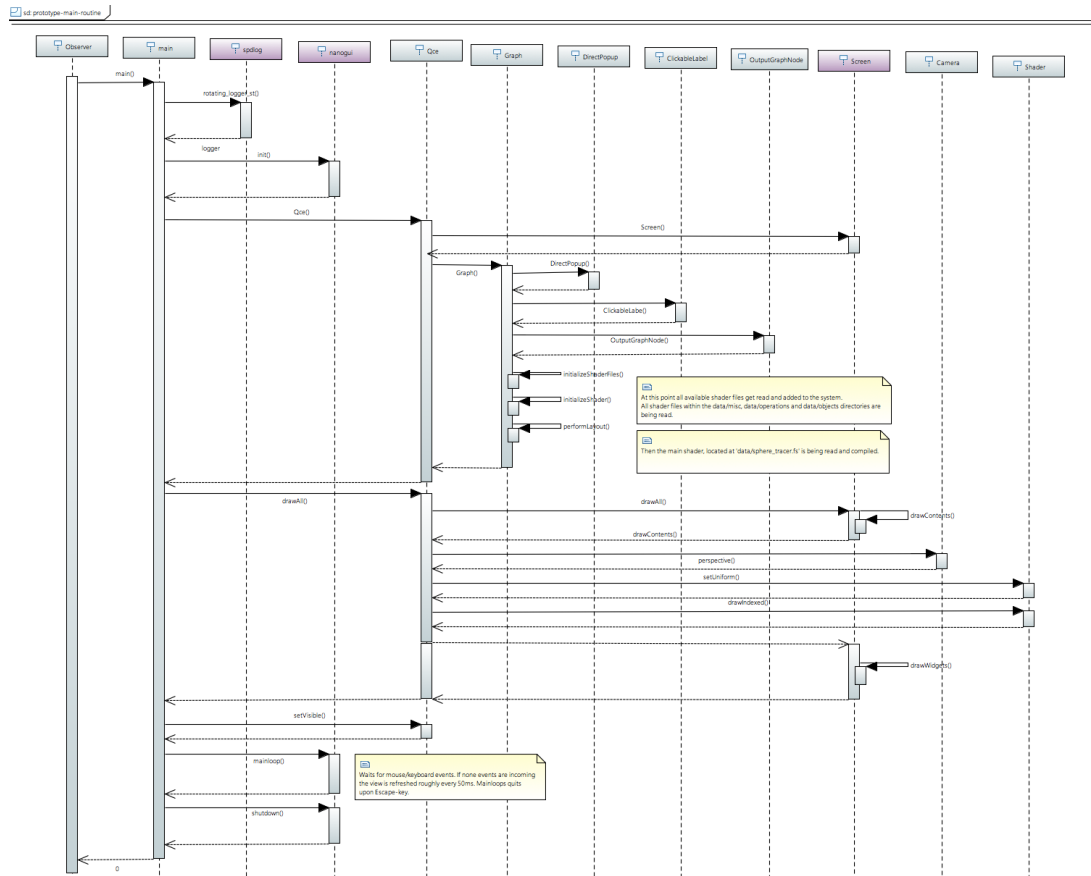 sd: prototype-main-routine
Observer
main
spdlog
nanogui
Qce
Graph
DirectPopup
ClickableLabel
OutputGraphNode
Screen
Camera
Shader
main()
rotating_logger_st()
logger
init()
Qce()
Screen()
Graph()
DirectPopup()
ClickableLabe()
OutputGraphNode()
initializeShaderFiles()
initializeShader()
performLayout()
At this point all available shader files get read and added to the system.
All shader files within the data/misc, data/operations and data/objects directories are
being read.
Then the main shader, located at 'data/sphere_tracer.fs' is being read and compiled.
drawAll()
drawAll()
drawContents()
drawContents()
perspective()
setUniform()
drawIndexed()
drawWidgets()
setVisible()
mainloop()
Waits for mouse/keyboard events. If none events are incoming
the view is refreshed roughly every 50ms. Mainloops quits
upon Escape-key.
shutdown()
0